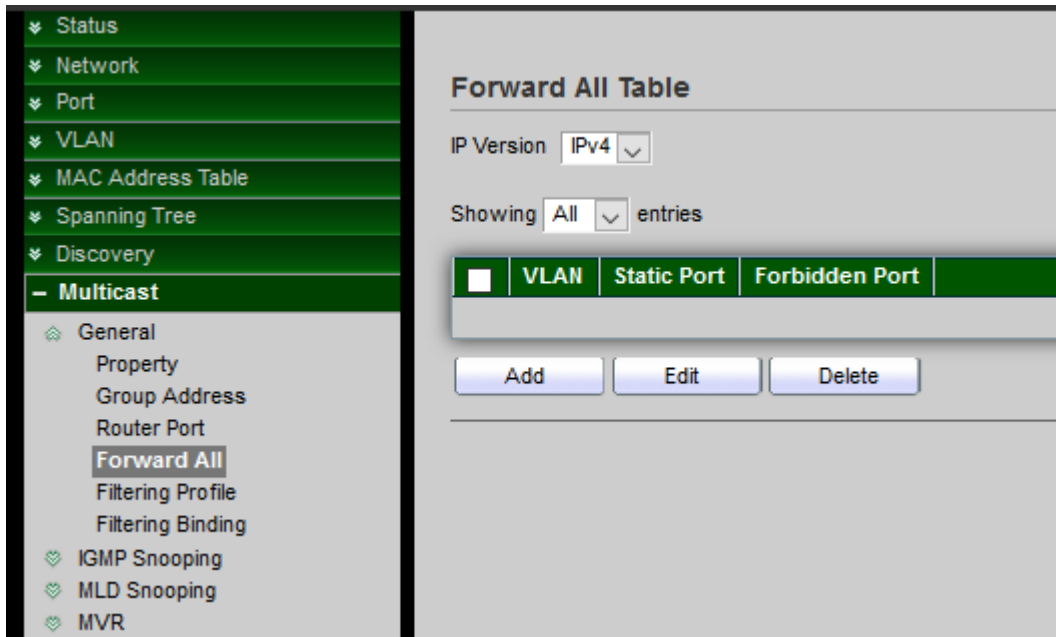 Status
Network
Port
VLAN
MAC Address Table
Spanning Tree
Discovery
Multicast
General
Property
Group Address
Router Port
Forward All
Filtering Profile
Filtering Binding
IGMP Snooping
MLD Snooping
MVR
Forward All Table
IP Version IPv4
Showing All entries
VLAN Static Port Forbidden Port
Add Edit Delete